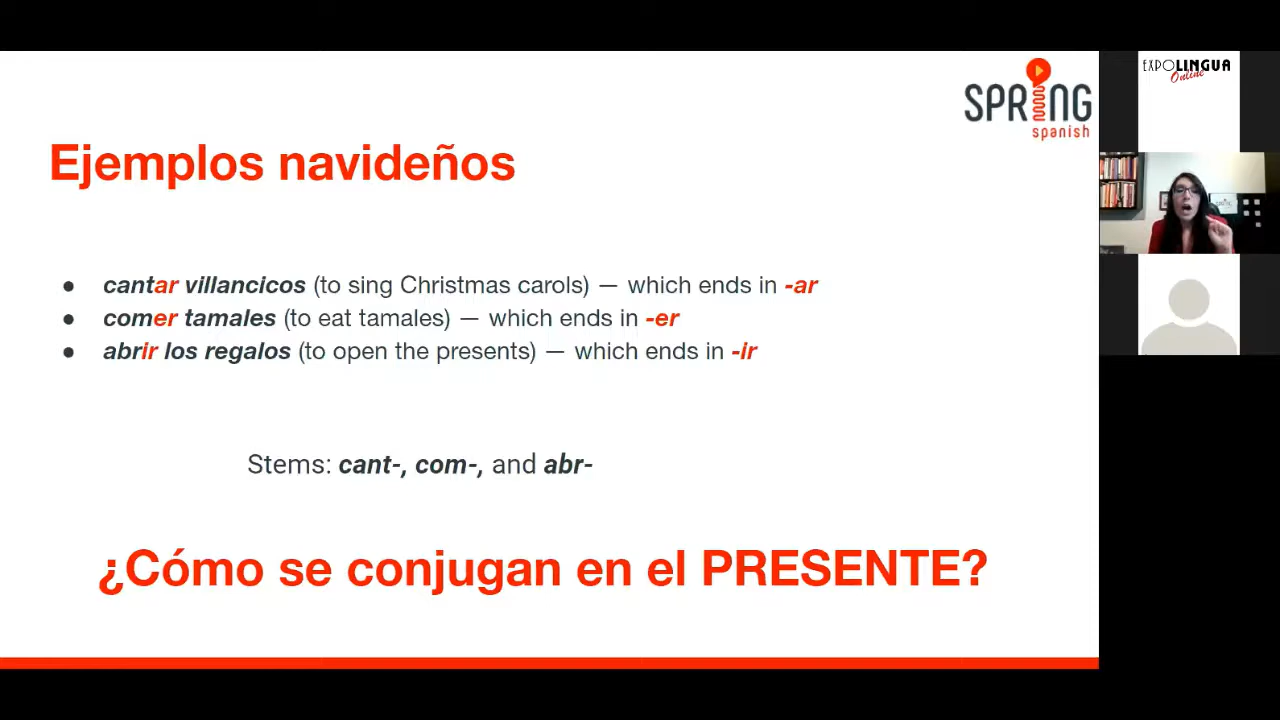 SPRING
spanish
EXPOLINGUA
Online
Ejemplos navideños
● cantar villancicos (to sing Christmas carols) — which ends in -ar
● comer tamales (to eat tamales) — which ends in -er
● abrir los regalos (to open the presents) — which ends in -ir
Stems: cant-, com-, and abr-
¿Cómo se conjugan en el PRESENTE?